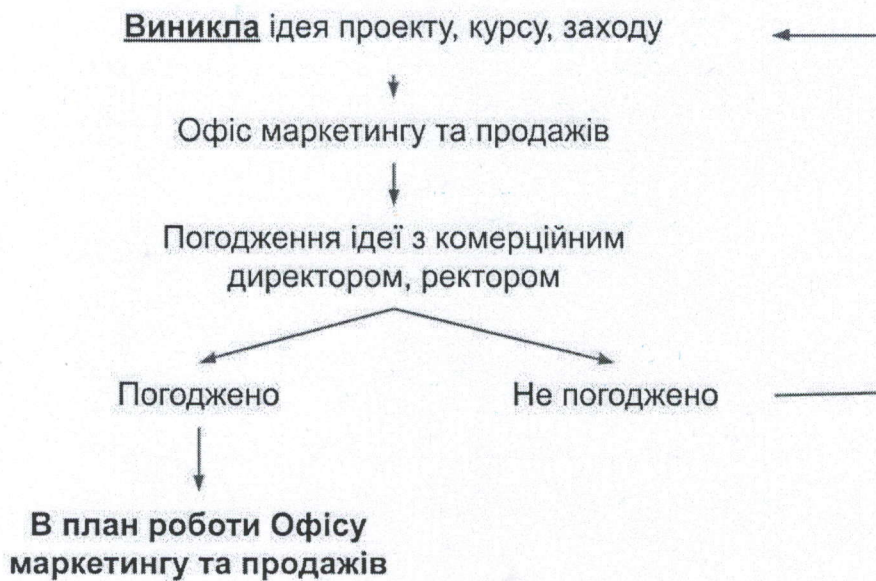 Виникла ідея проекту, курсу, заходу
Офіс маркетингу та продажів
Погодження ідеї з комерційним
директором, ректором
Погоджено
Не погоджено
В план роботи Офісу
маркетингу та продажів